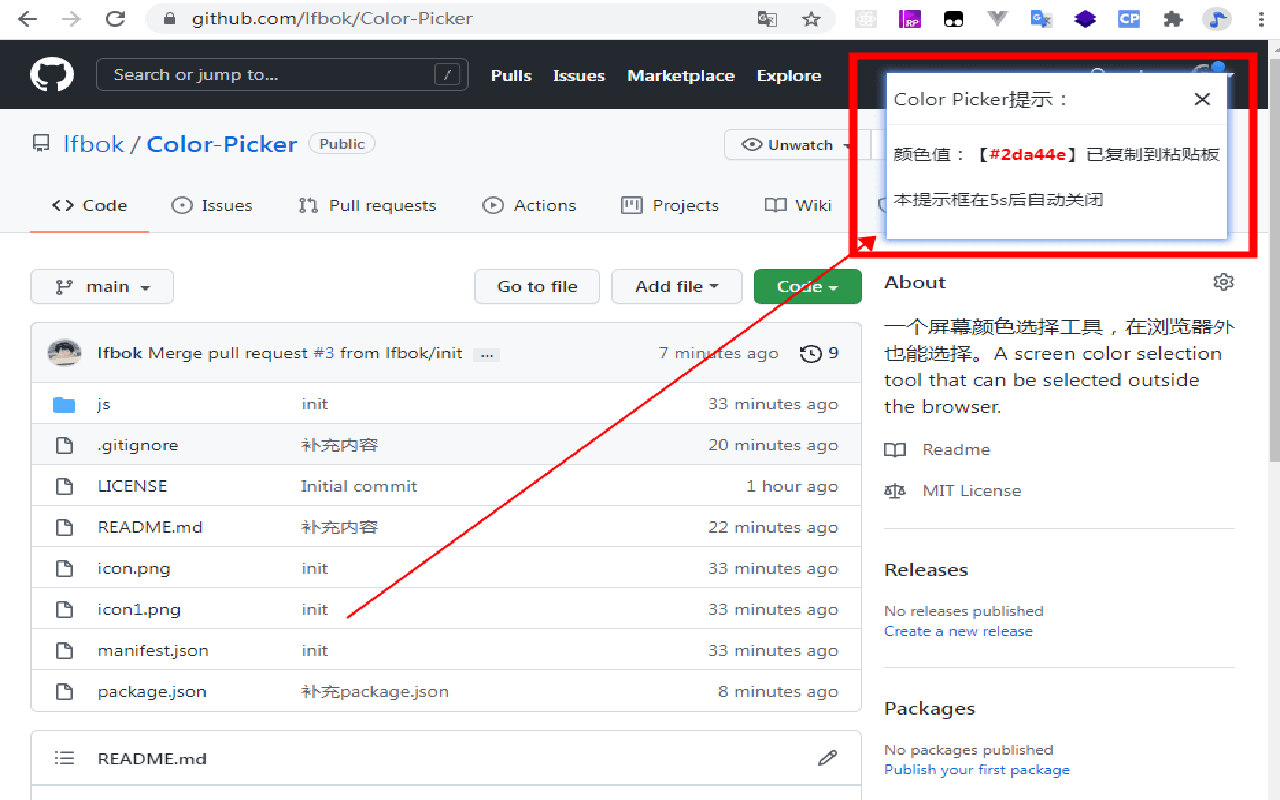 github.com/lfbok/Color-Picker
RP
CP
Search or jump to...
/
Pulls
Issues
Marketplace
Explore
Color Picker提示：
颜色值：【#2da44e】已复制到粘贴板
本提示框在5s后自动关闭
lfbok / Color-Picker
Public
Unwatch
Code
Issues
Pull requests
Actions
Projects
Wiki
main
Go to file
Add file
Code
lfbok Merge pull request #3 from lfbok/init ...
7 minutes ago
9
js init 33 minutes ago
.gitignore 补充内容 20 minutes ago
LICENSE Initial commit 1 hour ago
README.md 补充内容 22 minutes ago
icon.png init 33 minutes ago
icon1.png init 33 minutes ago
manifest.json init 33 minutes ago
package.json 补充package.json 8 minutes ago
README.md
About
一个屏幕颜色选择工具，在浏览器外
也能选择。A screen color selection
tool that can be selected outside
the browser.
Readme
MIT License
Releases
No releases published
Create a new release
Packages
No packages published
Publish your first package